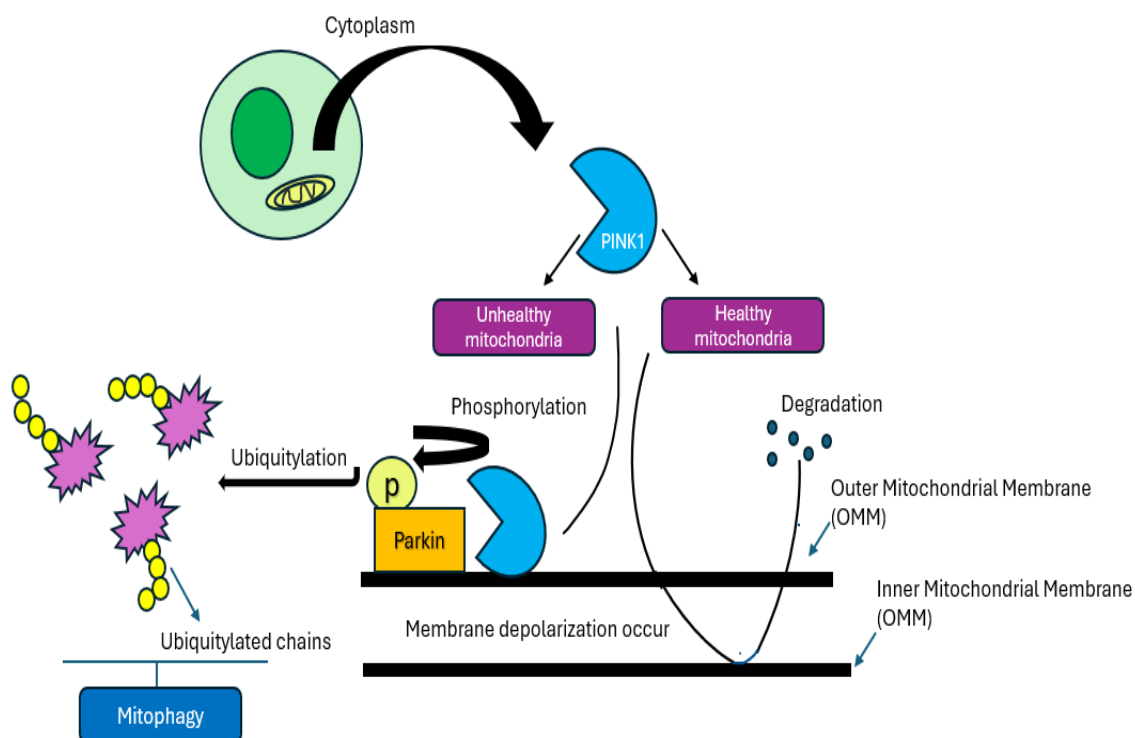 Cytoplasm
PINK1
Unhealthy
mitochondria
Healthy
mitochondria
Phosphorylation
Degradation
Ubiquitylation
p
Parkin
Outer Mitochondrial Membrane
(OMM)
Inner Mitochondrial Membrane
(OMM)
Membrane depolarization occur
Ubiquitylated chains
Mitophagy